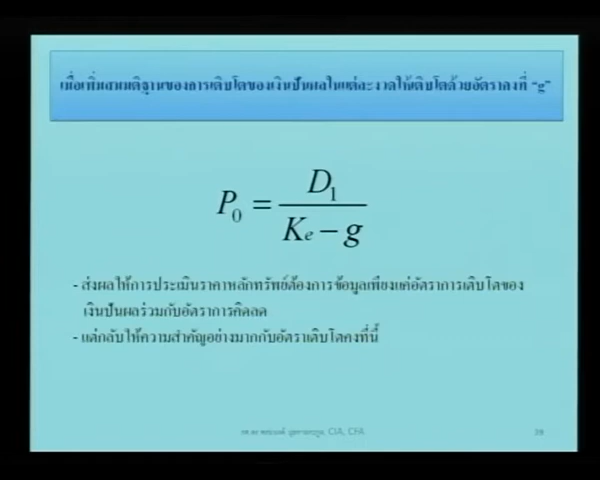 เมื่อเพิ่มสมมติฐานของการเติบโตของเงินปันผลในแต่ละงวดให้เติบโตด้วยอัตราคงที่ “g”
P₀ = D₁ / (Kₑ − g)
- ส่งผลให้การประเมินราคาหลักทรัพย์ต้องการข้อมูลเพียงแค่อัตราการเติบโตของ
เงินปันผลร่วมกับอัตราการคิดลด
- แต่กลับให้ความสำคัญอย่างมากกับอัตราเติบโตคงที่นี้
CIA, CFA